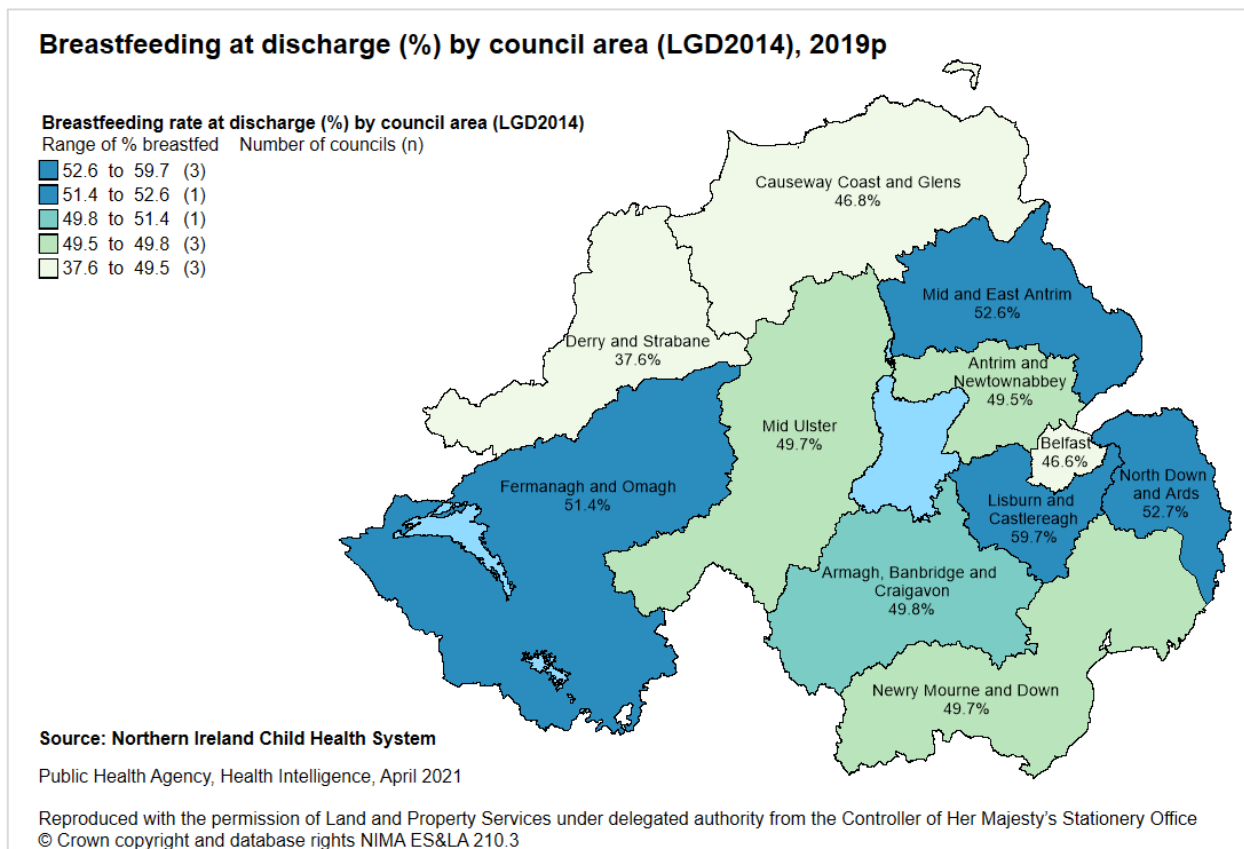 Breastfeeding at discharge (%) by council area (LGD2014), 2019p
Breastfeeding rate at discharge (%) by council area (LGD2014)
Range of % breastfed Number of councils (n)
52.6 to 59.7 (3)
51.4 to 52.6 (1)
49.8 to 51.4 (1)
49.5 to 49.8 (3)
37.6 to 49.5 (3)
Causeway Coast and Glens
46.8%
Mid and East Antrim
52.6%
Derry and Strabane
37.6%
Antrim and
Newtownabbey
49.5%
Mid Ulster
49.7%
Belfast
46.6%
North Down
and Ards
52.7%
Fermanagh and Omagh
51.4%
Lisburn and
Castlereagh
59.7%
Armagh, Banbridge and
Craigavon
49.8%
Newry Mourne and Down
49.7%
Source: Northern Ireland Child Health System
Public Health Agency, Health Intelligence, April 2021
Reproduced with the permission of Land and Property Services under delegated authority from the Controller of Her Majesty's Stationery Office
© Crown copyright and database rights NIMA ES&LA 210.3